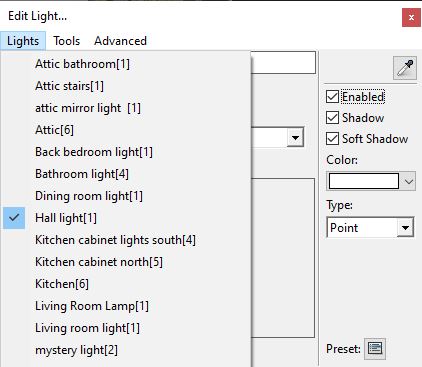 Edit Light...
x
Lights Tools Advanced
Attic bathroom[1]
Attic stairs[1]
attic mirror light  [1]
Attic[6]
Back bedroom light[1]
Bathroom light[4]
Dining room light[1]
Hall light[1]
Kitchen cabinet lights south[4]
Kitchen cabinet north[5]
Kitchen[6]
Living Room Lamp[1]
Living room light[1]
mystery light[2]
Enabled
Shadow
Soft Shadow
Color:
Type:
Point
Preset: